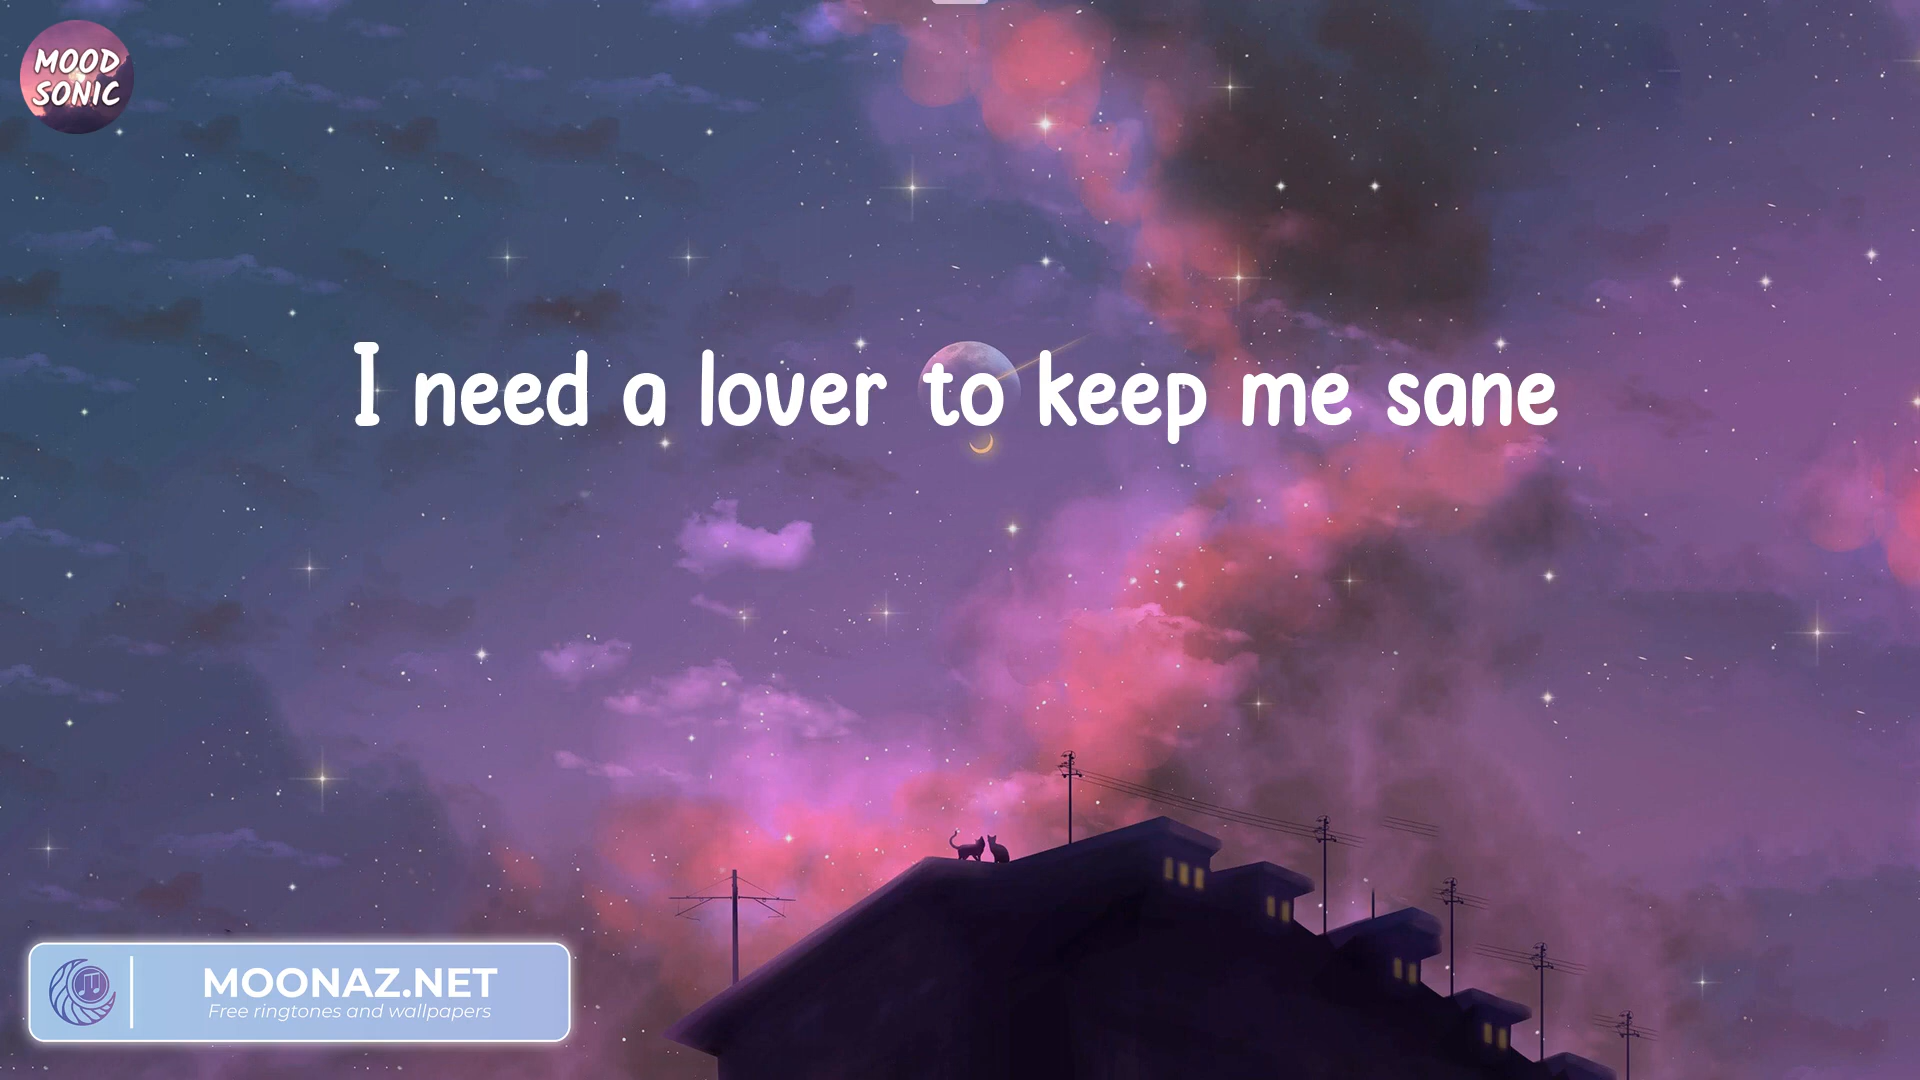 MOOD
SONIC
I need a lover to keep me sane
MOONAZ.NET
Free ringtones and wallpapers